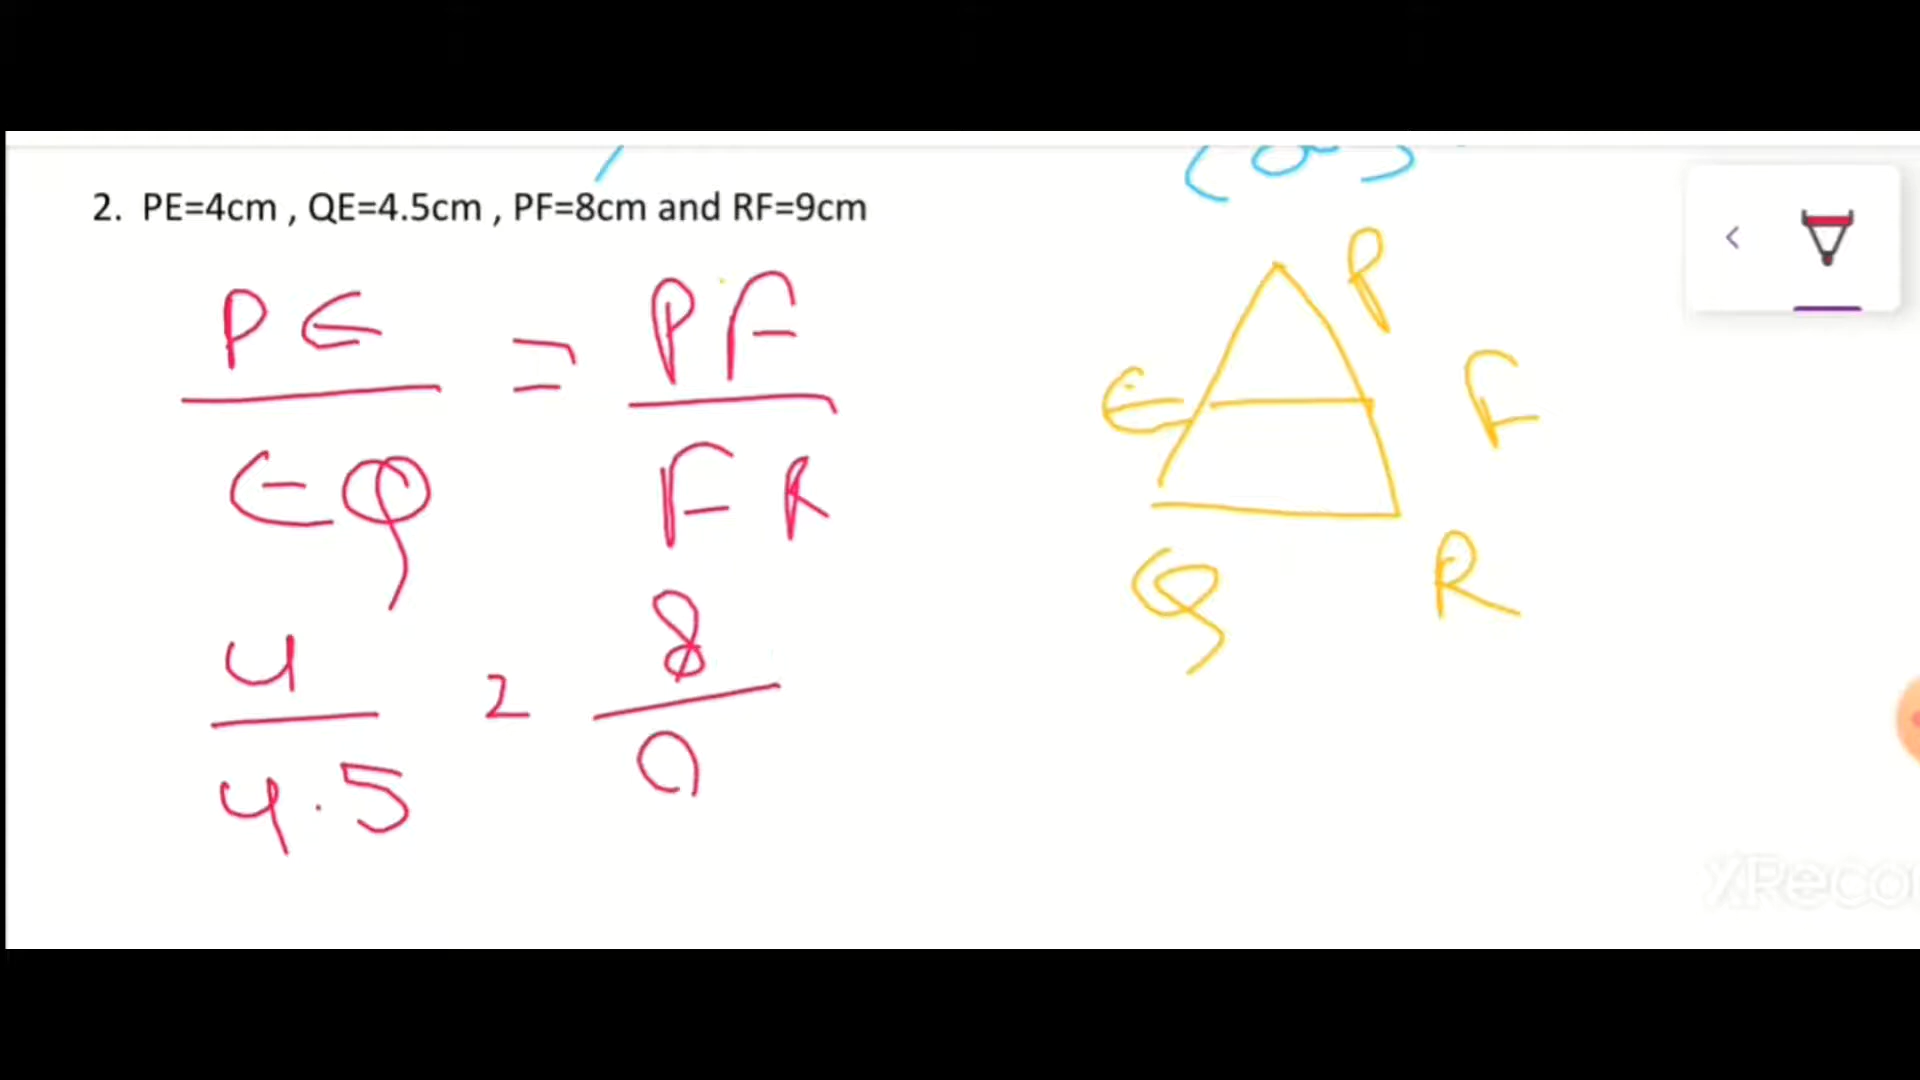 2. PE=4cm , QE=4.5cm , PF=8cm and RF=9cm
PE = PF
EQ FR
4 = 8
4.5 9
P
E F
Q R
XRecor